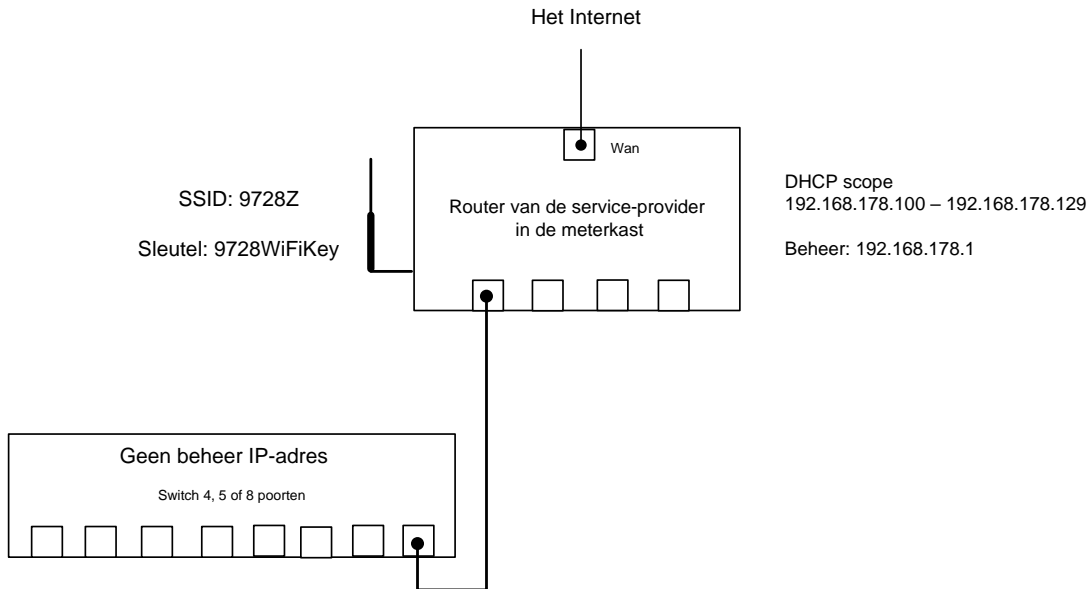 Het Internet
Wan
SSID: 9728Z
Sleutel: 9728WiFiKey
Router van de service-provider
in de meterkast
DHCP scope
192.168.178.100 – 192.168.178.129
Beheer: 192.168.178.1
Geen beheer IP-adres
Switch 4, 5 of 8 poorten